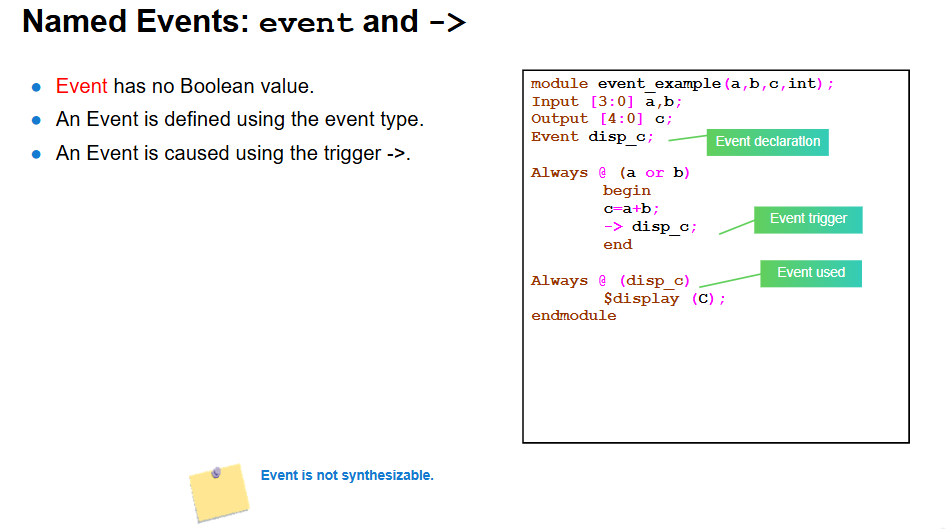 Named Events: event and ->
Event has no Boolean value.
An Event is defined using the event type.
An Event is caused using the trigger ->.
module event_example(a,b,c,int);
Input [3:0] a,b;
Output [4:0] c;
Event disp_c;
Event declaration
Always @ (a or b)
begin
c=a+b;
-> disp_c;
Event trigger
end
Always @ (disp_c)
Event used
$display (C);
endmodule
Event is not synthesizable.